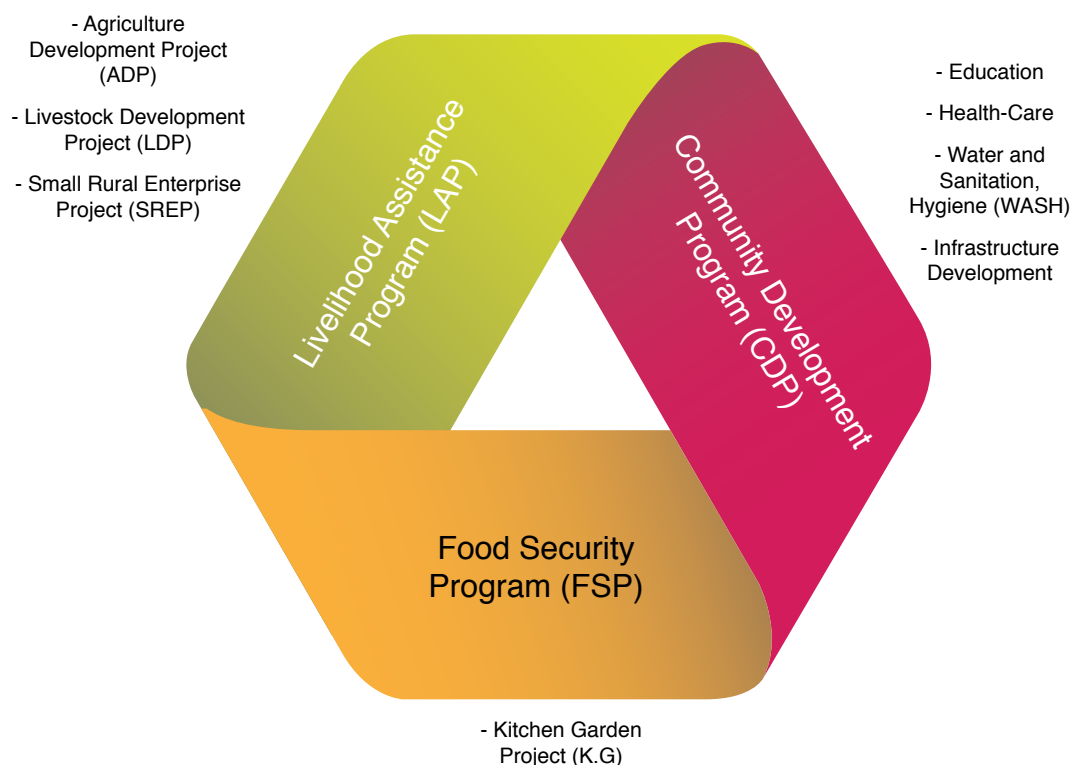 - Agriculture
Development Project
(ADP)
- Livestock Development
Project (LDP)
- Small Rural Enterprise
Project (SREP)
Livelihood Assistance
Program (LAP)
Community Development
Program (CDP)
- Education
- Health-Care
- Water and
Sanitation,
Hygiene (WASH)
- Infrastructure
Development
Food Security
Program (FSP)
- Kitchen Garden
Project (K.G)